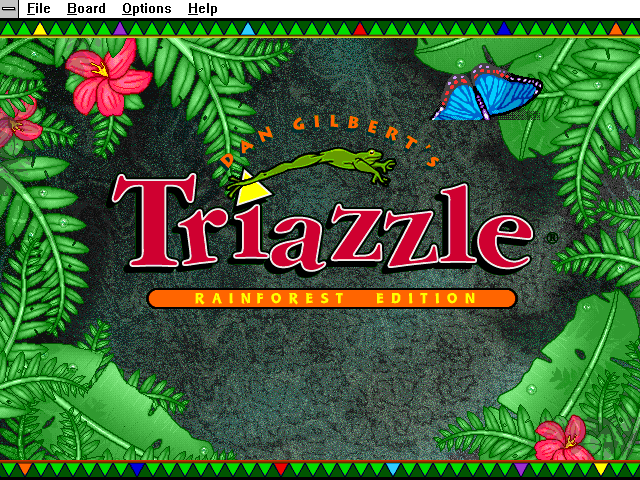 File Board Options Help
DAN GILBERT'S
Triazzle®
RAINFOREST EDITION